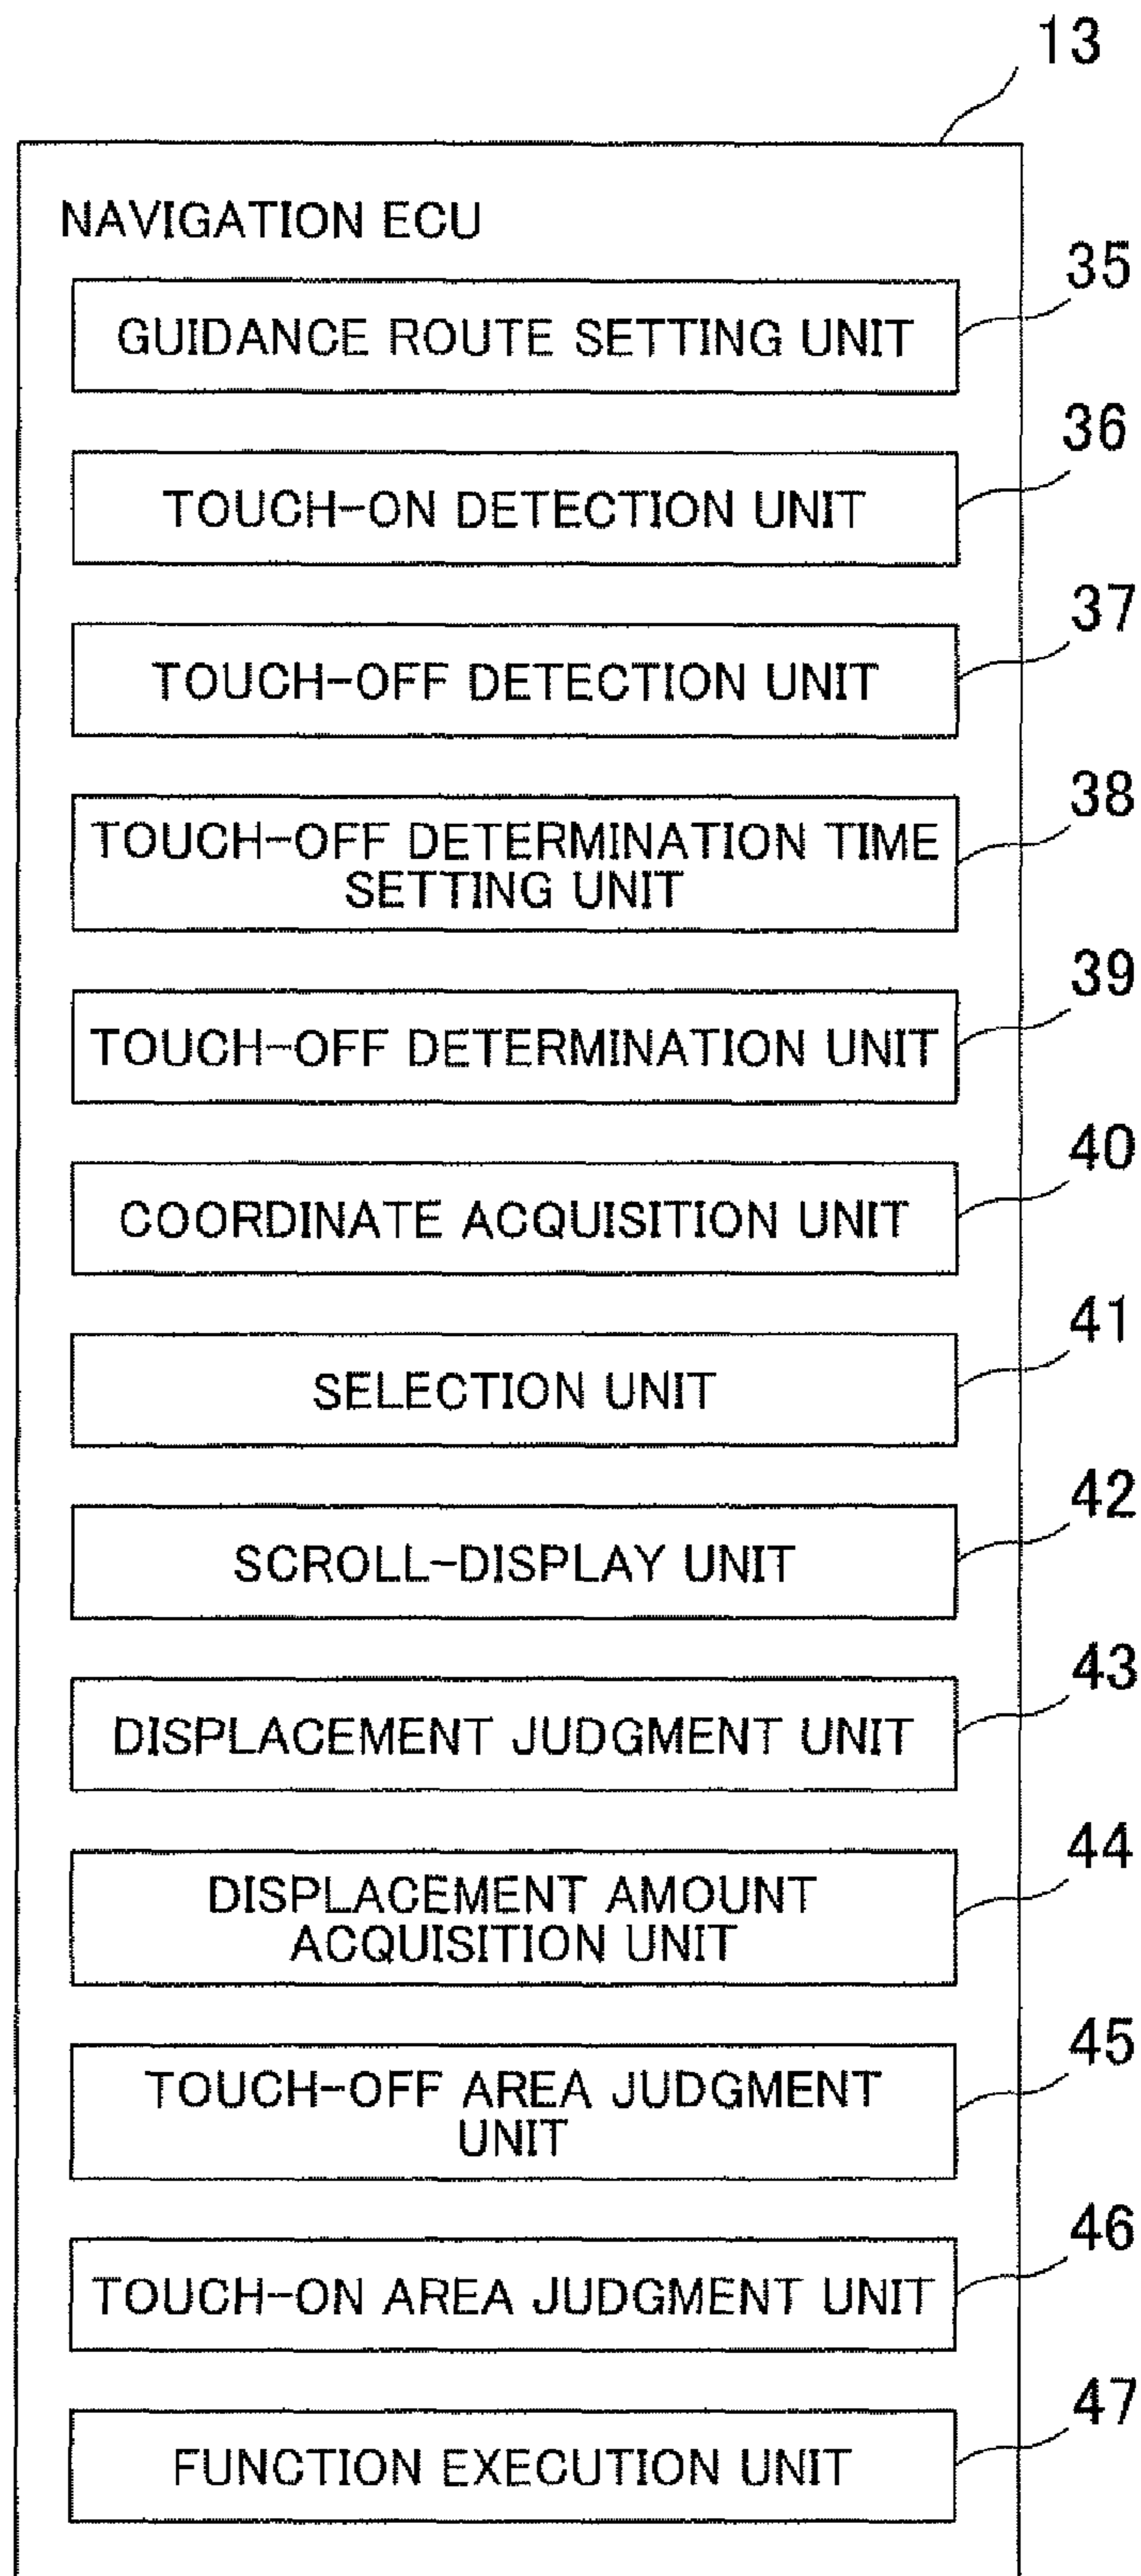 13
NAVIGATION ECU
35
GUIDANCE ROUTE SETTING UNIT
36
TOUCH-ON DETECTION UNIT
37
TOUCH-OFF DETECTION UNIT
38
TOUCH-OFF DETERMINATION TIME
SETTING UNIT
39
TOUCH-OFF DETERMINATION UNIT
40
COORDINATE ACQUISITION UNIT
41
SELECTION UNIT
42
SCROLL-DISPLAY UNIT
43
DISPLACEMENT JUDGMENT UNIT
44
DISPLACEMENT AMOUNT
ACQUISITION UNIT
45
TOUCH-OFF AREA JUDGMENT
UNIT
46
TOUCH-ON AREA JUDGMENT UNIT
47
FUNCTION EXECUTION UNIT